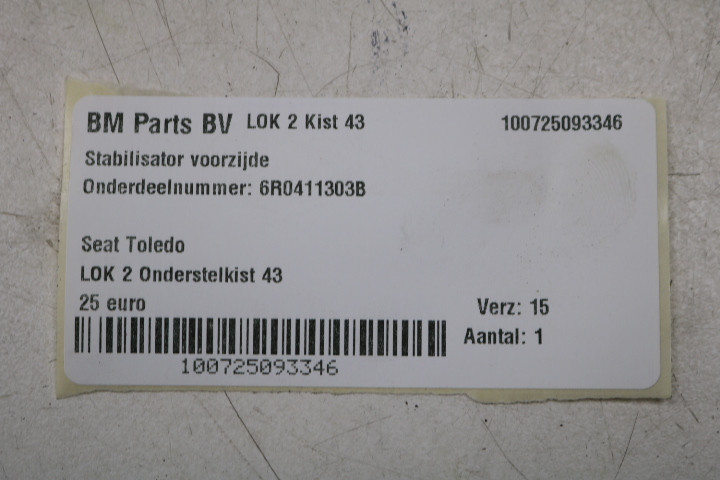 BM Parts BV LOK 2 Kist 43 100725093346
Stabilisator voorzijde
Onderdeelnummer: 6R0411303B
Seat Toledo
LOK 2 Onderstelkist 43
25 euro Verz: 15
Aantal: 1
100725093346